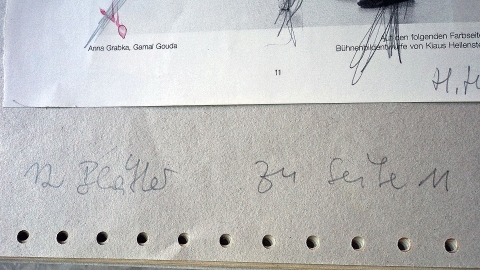 Auf den folgenden Farbseite
Anna Grabka, Gamal Gouda
Bühnenbildentwürfe von Klaus Hellenste
11
H. H
12 Blätter zu Seite 11